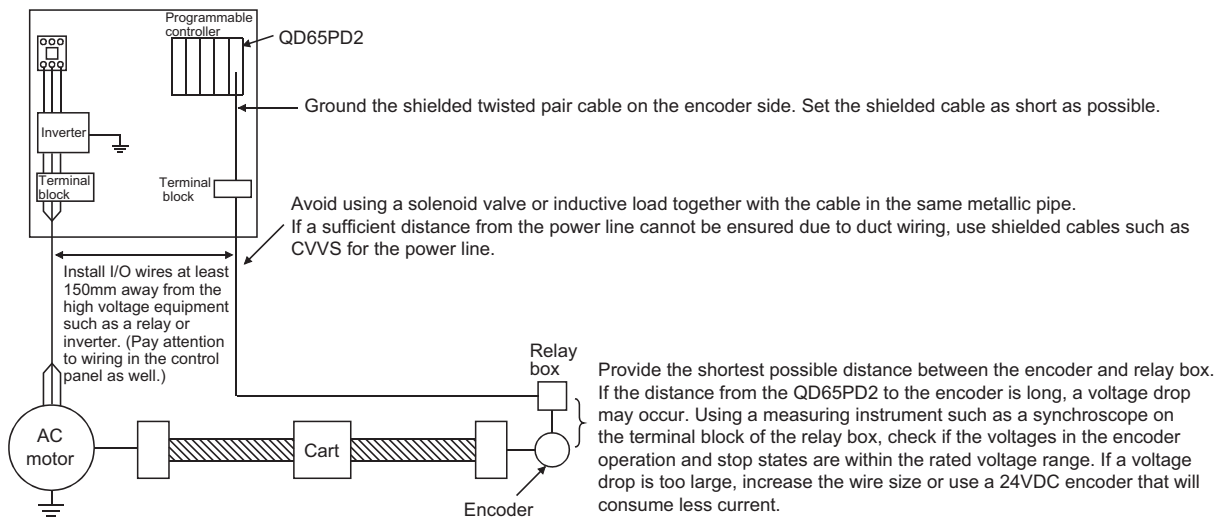 Programmable
controller
QD65PD2
Ground the shielded twisted pair cable on the encoder side. Set the shielded cable as short as possible.
Inverter
Terminal
block
Terminal
block
Avoid using a solenoid valve or inductive load together with the cable in the same metallic pipe.
If a sufficient distance from the power line cannot be ensured due to duct wiring, use shielded cables such as
CVVS for the power line.
Install I/O wires at least
150mm away from the
high voltage equipment
such as a relay or
inverter. (Pay attention
to wiring in the control
panel as well.)
Relay
box
Provide the shortest possible distance between the encoder and relay box.
If the distance from the QD65PD2 to the encoder is long, a voltage drop
may occur. Using a measuring instrument such as a synchroscope on
the terminal block of the relay box, check if the voltages in the encoder
operation and stop states are within the rated voltage range. If a voltage
drop is too large, increase the wire size or use a 24VDC encoder that will
consume less current.
AC
motor
Cart
Encoder